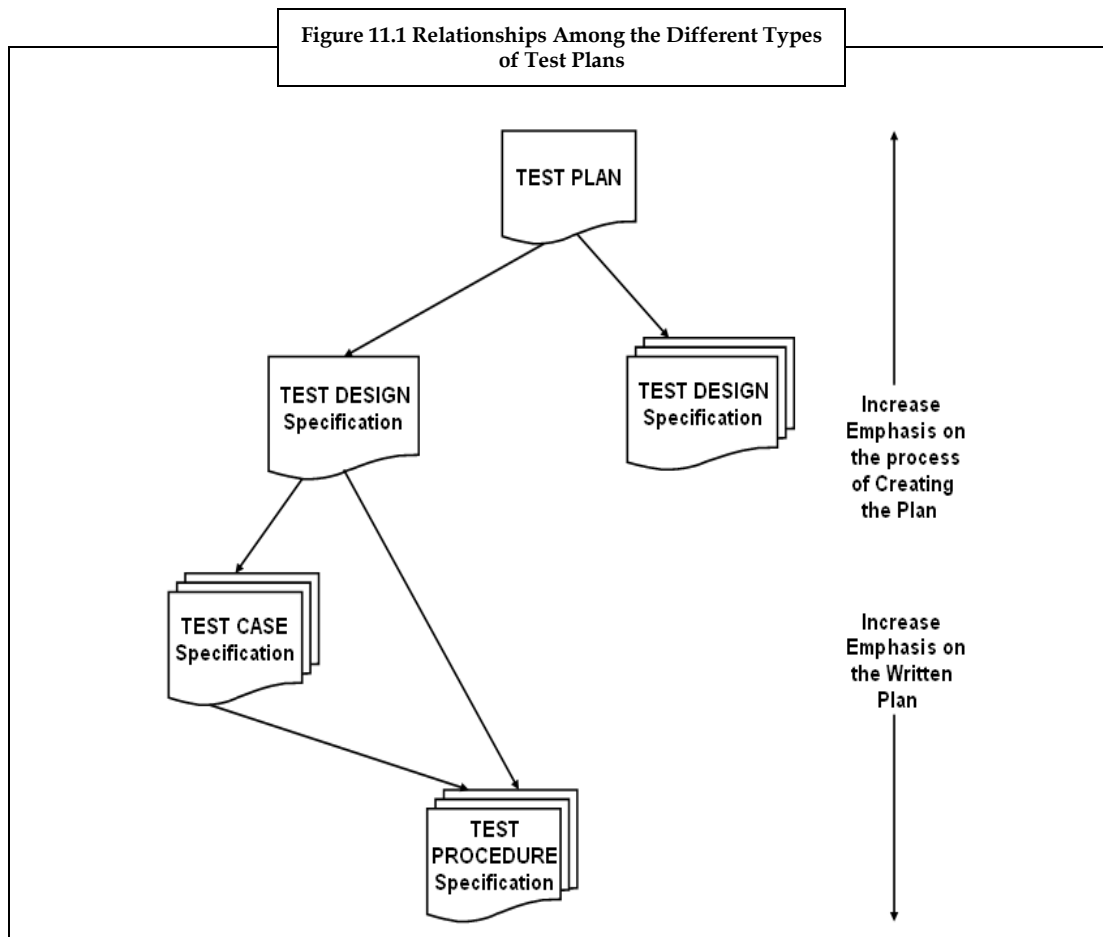 Figure 11.1 Relationships Among the Different Types
of Test Plans
TEST PLAN
TEST DESIGN
Specification
TEST DESIGN
Specification
Increase
Emphasis on
the process
of Creating
the Plan
TEST CASE
Specification
Increase
Emphasis on
the Written
Plan
TEST
PROCEDURE
Specification